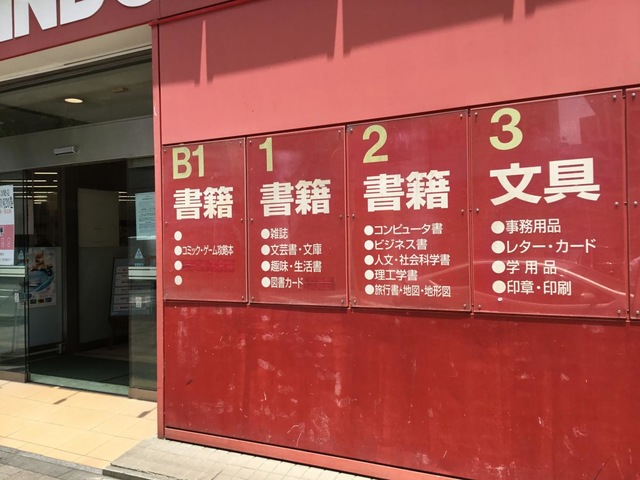 B1
書籍
●
●コミック・ゲーム攻略本
●
●
1
書籍
●雑誌
●文芸書・文庫
●趣味・生活書
●図書カード
2
書籍
●コンピュータ書
●ビジネス書
●人文・社会科学書
●理工学書
●旅行書・地図・地形図
3
文具
●事務用品
●レター・カード
●学用品
●印章・印刷